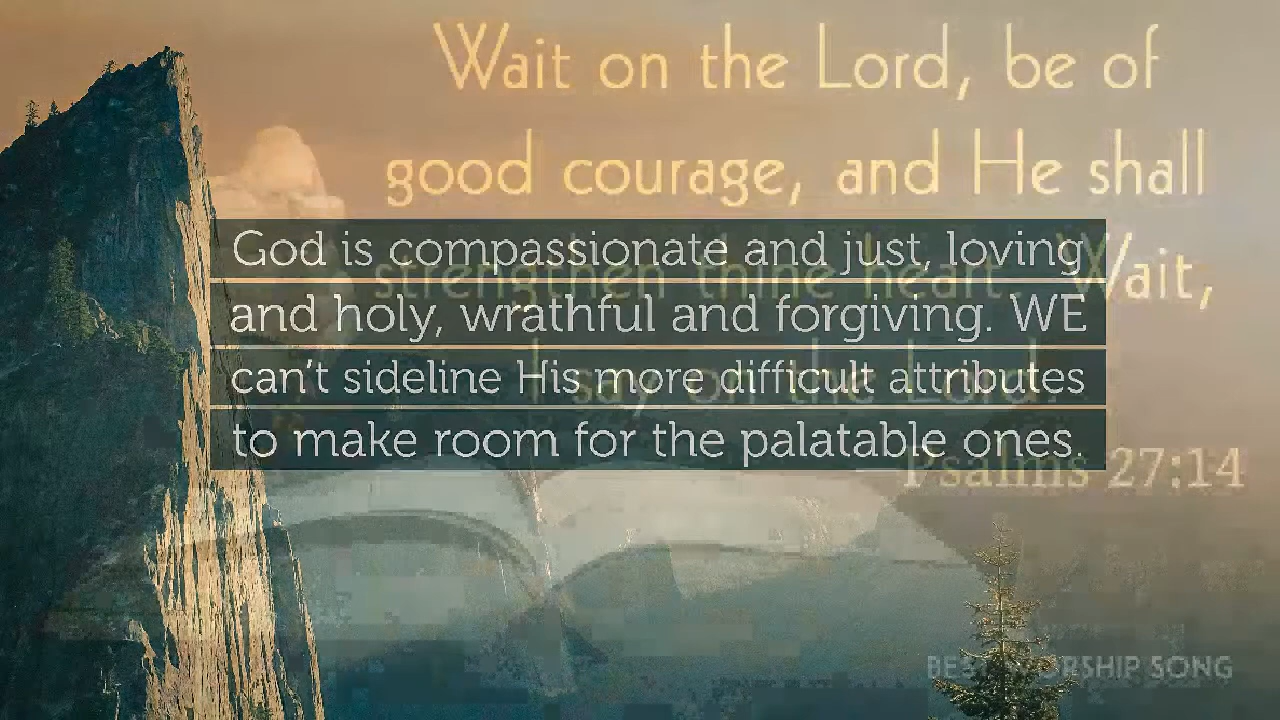 Wait on the Lord, be of
good courage, and He shall
strengthen thine heart. Wait,
I say on the Lord.
God is compassionate and just, loving
and holy, wrathful and forgiving. WE
can't sideline His more difficult attributes
to make room for the palatable ones.
Psalms 27:14
BEST WORSHIP SONG